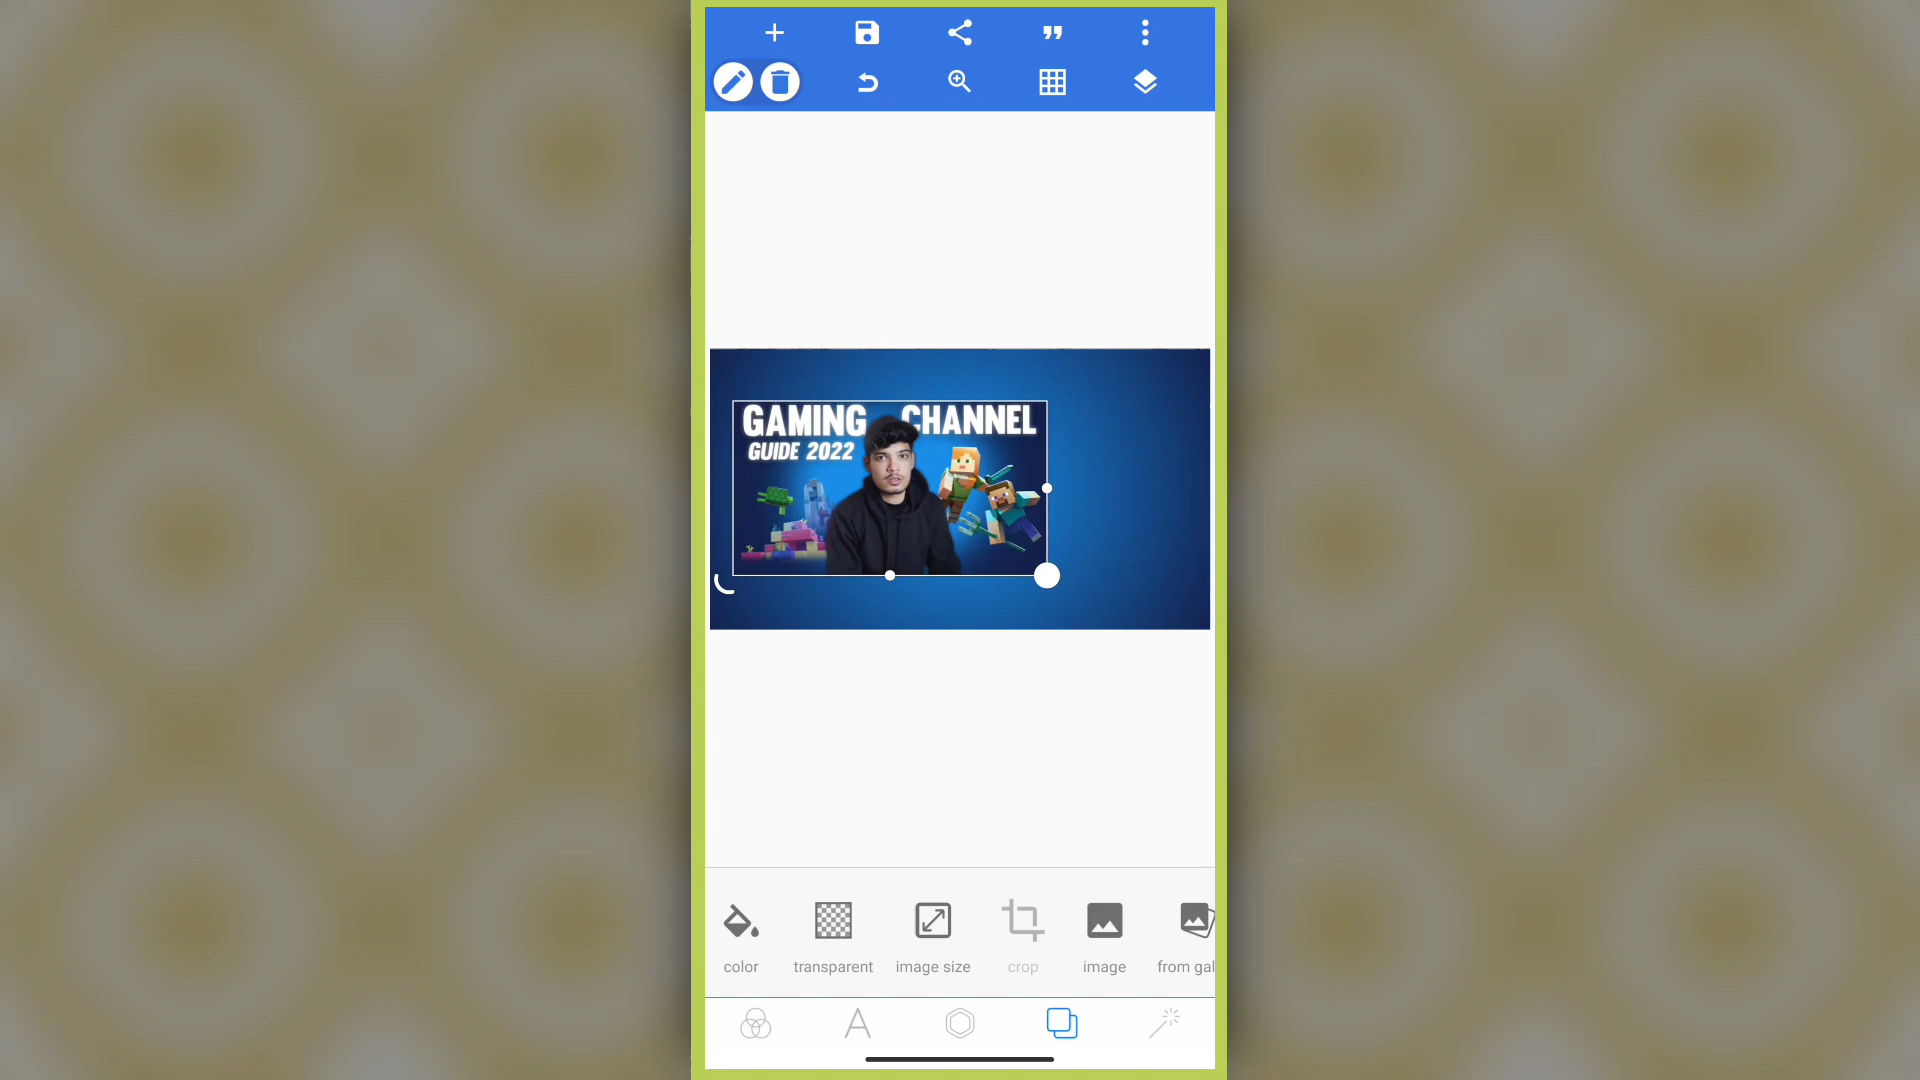 GAMING CHANNEL
GUIDE 2022
color transparent image size crop image from gal